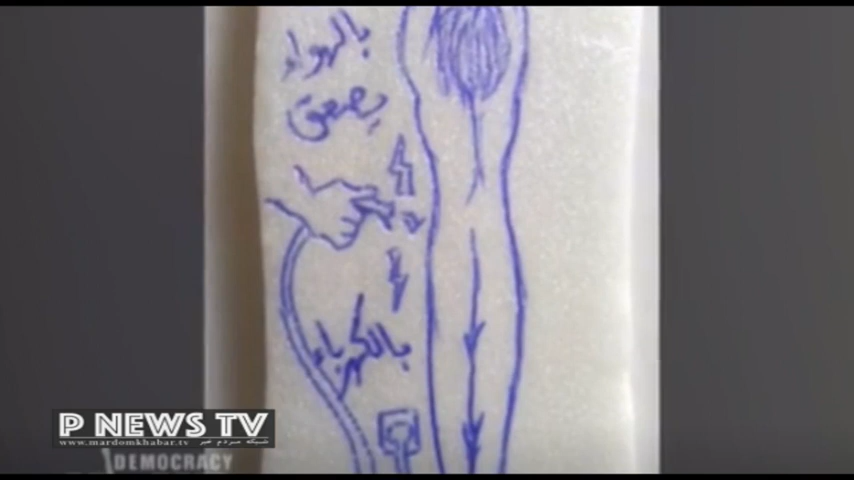 بالهواء
يصعق
بالكهرباء
P NEWS TV
www.mardomkhabar.tv شبکه مردم خبر
DEMOCRACY